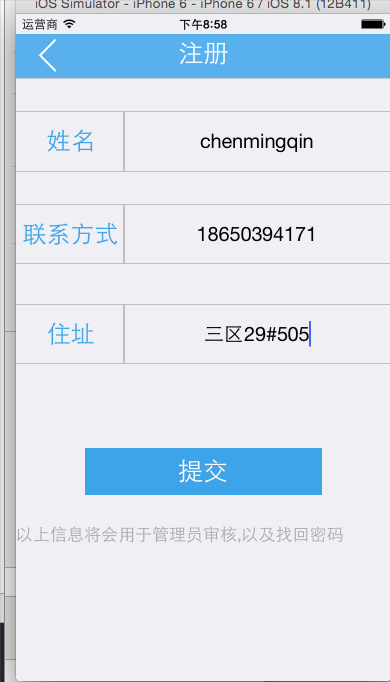 iOS Simulator - iPhone 6 - iPhone 6 / iOS 8.1 (12B411)
运营商 下午8:58
注册
姓名 chenmingqin
联系方式 18650394171
住址 三区29#505
提交
以上信息将会用于管理员审核,以及找回密码